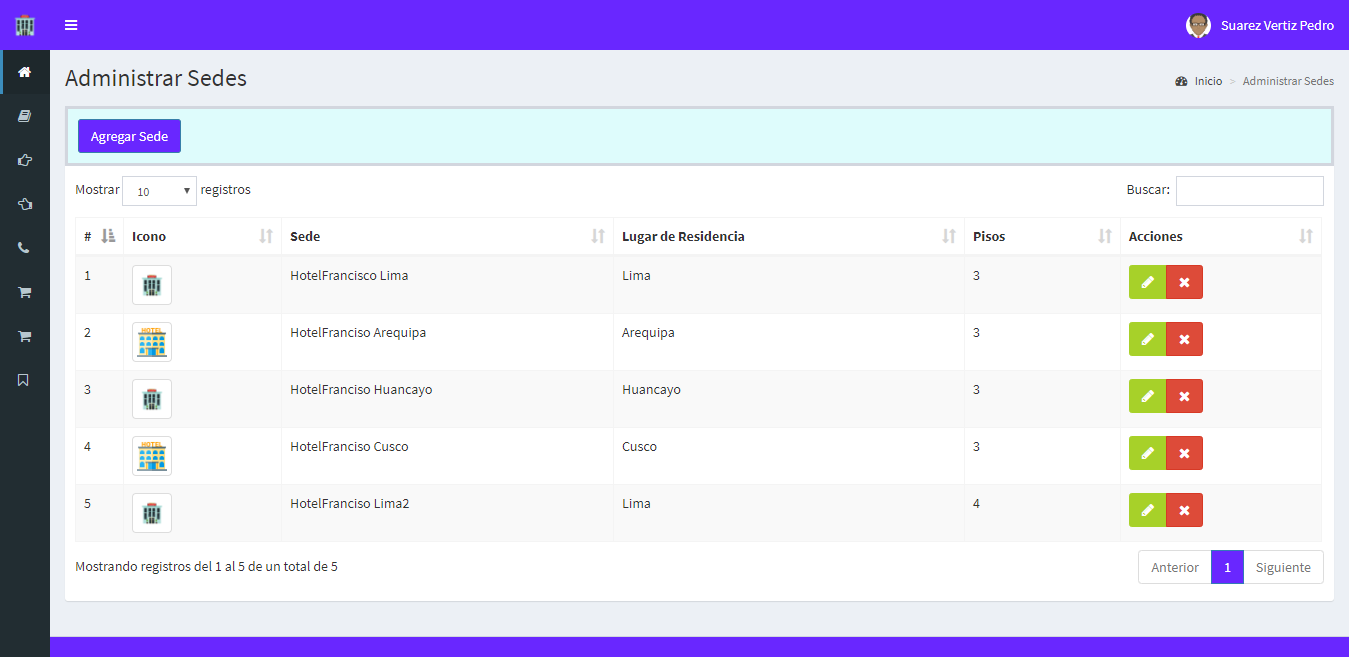 Suarez Vertiz Pedro
Administrar Sedes
Inicio > Administrar Sedes
Agregar Sede
Mostrar 10 registros
Buscar:
# Icono Sede Lugar de Residencia Pisos Acciones
1 HotelFrancisco Lima Lima 3
2 HOTEL HotelFranciso Arequipa Arequipa 3
3 HotelFranciso Huancayo Huancayo 3
4 HOTEL HotelFranciso Cusco Cusco 3
5 HotelFranciso Lima2 Lima 4
Mostrando registros del 1 al 5 de un total de 5
Anterior 1 Siguiente